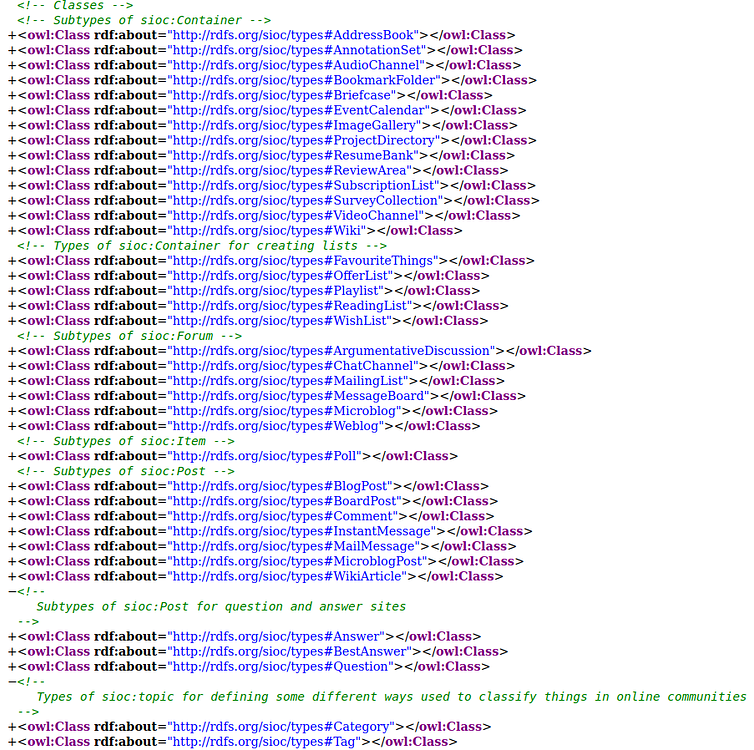 <!-- Classes -->
<!-- Subtypes of sioc:Container -->
+<owl:Class rdf:about="http://rdfs.org/sioc/types#AddressBook"></owl:Class>
+<owl:Class rdf:about="http://rdfs.org/sioc/types#AnnotationSet"></owl:Class>
+<owl:Class rdf:about="http://rdfs.org/sioc/types#AudioChannel"></owl:Class>
+<owl:Class rdf:about="http://rdfs.org/sioc/types#BookmarkFolder"></owl:Class>
+<owl:Class rdf:about="http://rdfs.org/sioc/types#Briefcase"></owl:Class>
+<owl:Class rdf:about="http://rdfs.org/sioc/types#EventCalendar"></owl:Class>
+<owl:Class rdf:about="http://rdfs.org/sioc/types#ImageGallery"></owl:Class>
+<owl:Class rdf:about="http://rdfs.org/sioc/types#ProjectDirectory"></owl:Class>
+<owl:Class rdf:about="http://rdfs.org/sioc/types#ResumeBank"></owl:Class>
+<owl:Class rdf:about="http://rdfs.org/sioc/types#ReviewArea"></owl:Class>
+<owl:Class rdf:about="http://rdfs.org/sioc/types#SubscriptionList"></owl:Class>
+<owl:Class rdf:about="http://rdfs.org/sioc/types#SurveyCollection"></owl:Class>
+<owl:Class rdf:about="http://rdfs.org/sioc/types#VideoChannel"></owl:Class>
+<owl:Class rdf:about="http://rdfs.org/sioc/types#Wiki"></owl:Class>
<!-- Types of sioc:Container for creating lists -->
+<owl:Class rdf:about="http://rdfs.org/sioc/types#FavouriteThings"></owl:Class>
+<owl:Class rdf:about="http://rdfs.org/sioc/types#OfferList"></owl:Class>
+<owl:Class rdf:about="http://rdfs.org/sioc/types#Playlist"></owl:Class>
+<owl:Class rdf:about="http://rdfs.org/sioc/types#ReadingList"></owl:Class>
+<owl:Class rdf:about="http://rdfs.org/sioc/types#WishList"></owl:Class>
<!-- Subtypes of sioc:Forum -->
+<owl:Class rdf:about="http://rdfs.org/sioc/types#ArgumentativeDiscussion"></owl:Class>
+<owl:Class rdf:about="http://rdfs.org/sioc/types#ChatChannel"></owl:Class>
+<owl:Class rdf:about="http://rdfs.org/sioc/types#MailingList"></owl:Class>
+<owl:Class rdf:about="http://rdfs.org/sioc/types#MessageBoard"></owl:Class>
+<owl:Class rdf:about="http://rdfs.org/sioc/types#Microblog"></owl:Class>
+<owl:Class rdf:about="http://rdfs.org/sioc/types#Weblog"></owl:Class>
<!-- Subtypes of sioc:Item -->
+<owl:Class rdf:about="http://rdfs.org/sioc/types#Poll"></owl:Class>
<!-- Subtypes of sioc:Post -->
+<owl:Class rdf:about="http://rdfs.org/sioc/types#BlogPost"></owl:Class>
+<owl:Class rdf:about="http://rdfs.org/sioc/types#BoardPost"></owl:Class>
+<owl:Class rdf:about="http://rdfs.org/sioc/types#Comment"></owl:Class>
+<owl:Class rdf:about="http://rdfs.org/sioc/types#InstantMessage"></owl:Class>
+<owl:Class rdf:about="http://rdfs.org/sioc/types#MailMessage"></owl:Class>
+<owl:Class rdf:about="http://rdfs.org/sioc/types#MicroblogPost"></owl:Class>
+<owl:Class rdf:about="http://rdfs.org/sioc/types#WikiArticle"></owl:Class>
−<!--
Subtypes of sioc:Post for question and answer sites
-->
+<owl:Class rdf:about="http://rdfs.org/sioc/types#Answer"></owl:Class>
+<owl:Class rdf:about="http://rdfs.org/sioc/types#BestAnswer"></owl:Class>
+<owl:Class rdf:about="http://rdfs.org/sioc/types#Question"></owl:Class>
−<!--
Types of sioc:topic for defining some different ways used to classify things in online communities
-->
+<owl:Class rdf:about="http://rdfs.org/sioc/types#Category"></owl:Class>
+<owl:Class rdf:about="http://rdfs.org/sioc/types#Tag"></owl:Class>